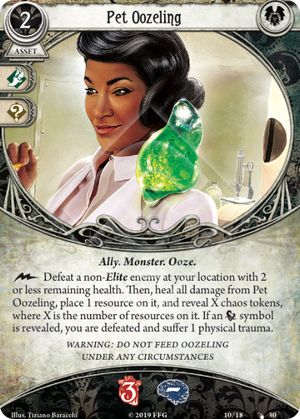 Pet Oozeling
2
ASSET
Ally. Monster. Ooze.
Defeat a non-Elite enemy at your location with 2
or less remaining health. Then, heal all damage from Pet
Oozeling, place 1 resource on it, and reveal X chaos tokens,
where X is the number of resources on it. If an symbol
is revealed, you are defeated and suffer 1 physical trauma.
WARNING: DO NOT FEED OOZELING
UNDER ANY CIRCUMSTANCES
3
Illus. Tiziano Baracchi
© 2019 FFG
10/18
30